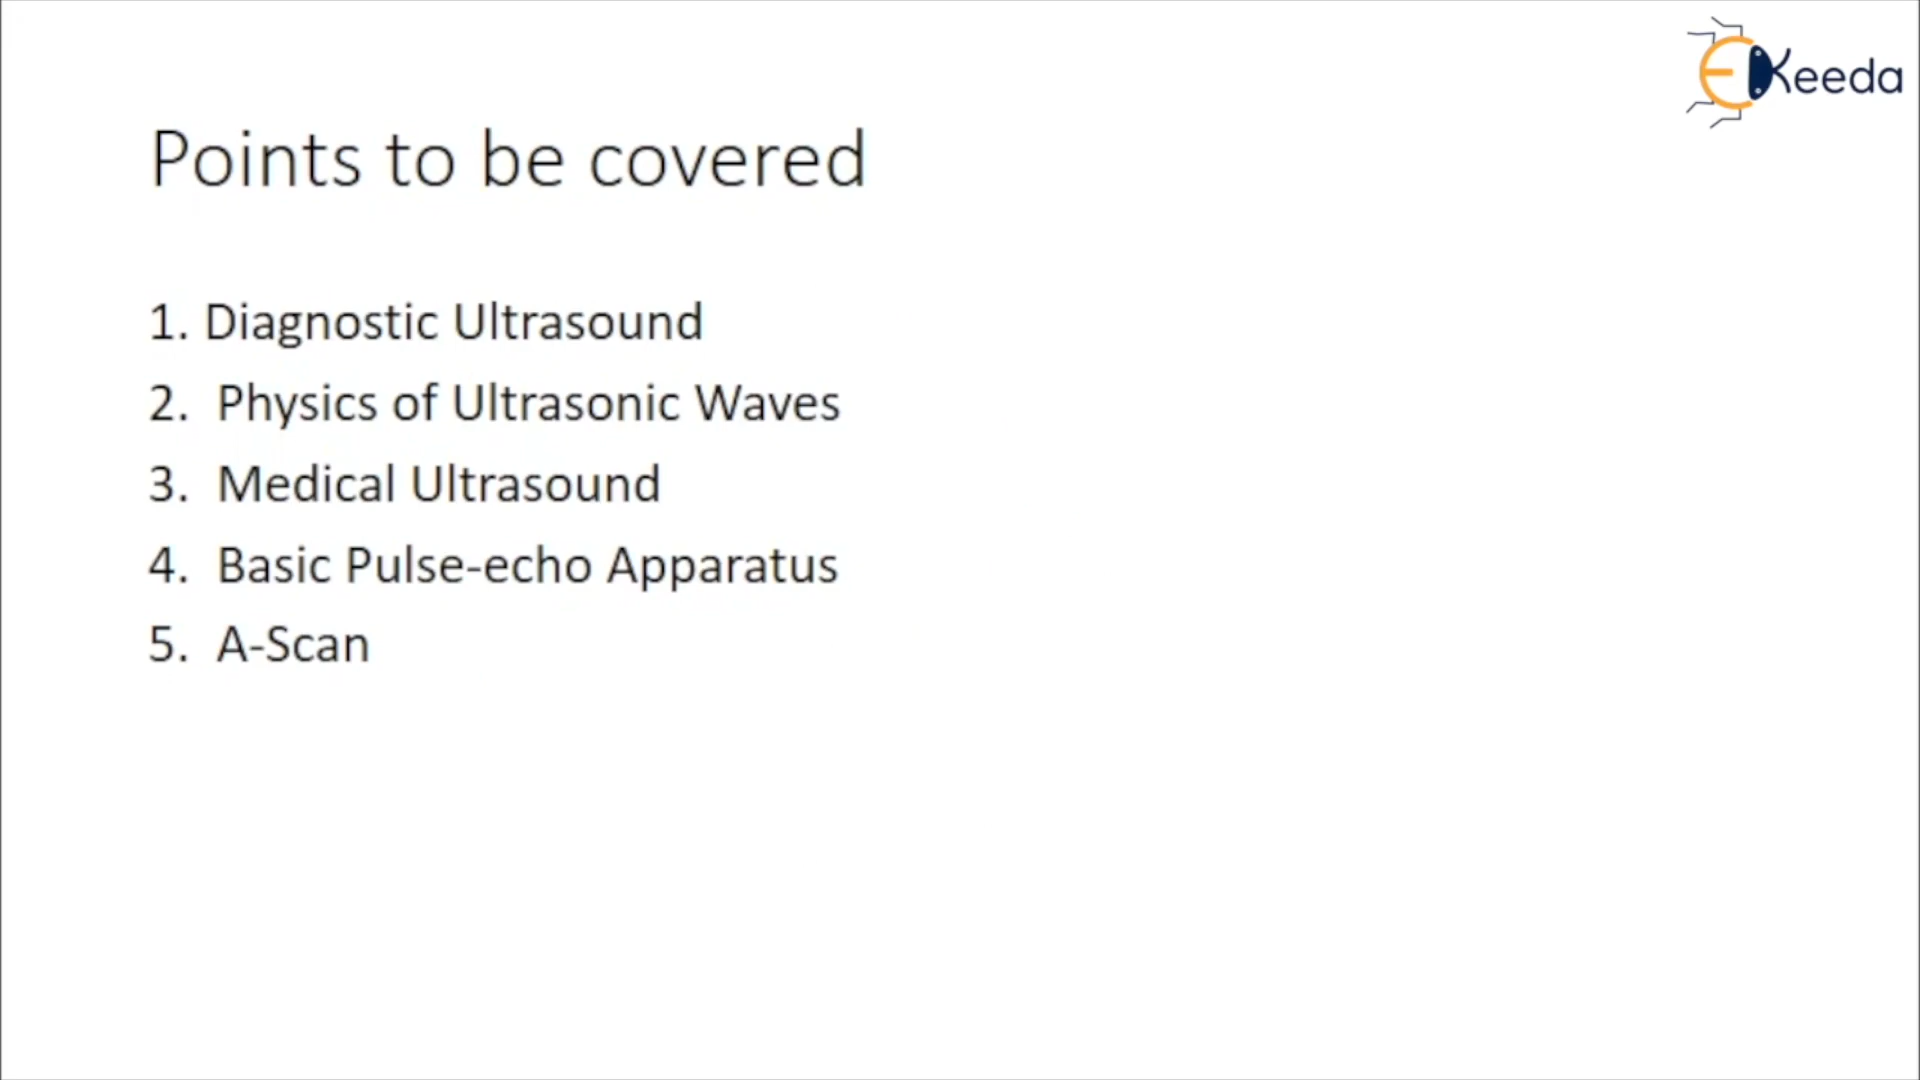 EKeeda
Points to be covered
1. Diagnostic Ultrasound
2. Physics of Ultrasonic Waves
3. Medical Ultrasound
4. Basic Pulse-echo Apparatus
5. A-Scan